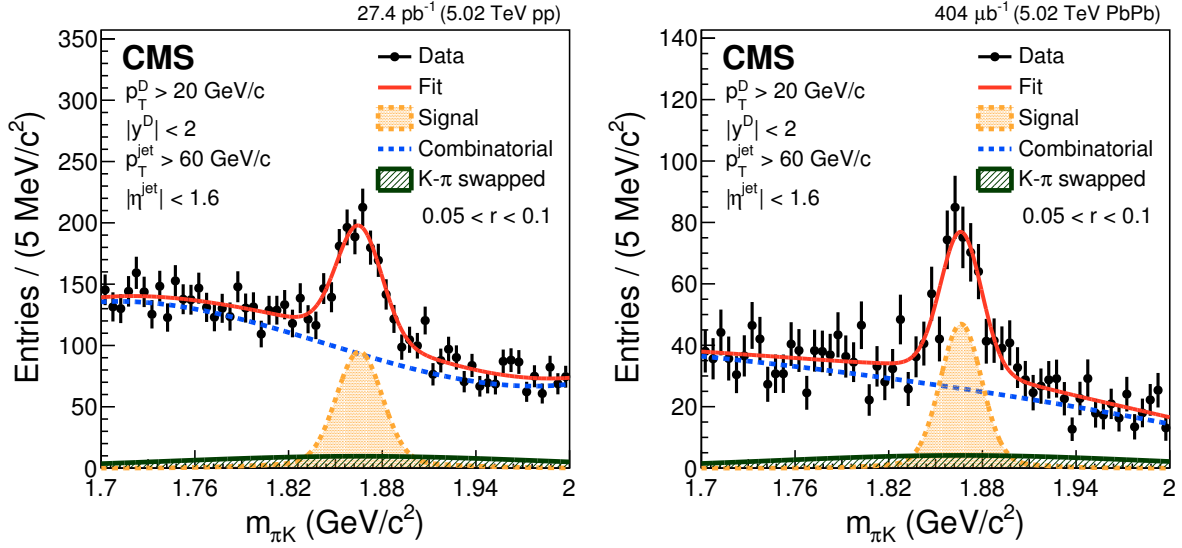 27.4 pb⁻¹ (5.02 TeV pp)
CMS
p_T^D > 20 GeV/c
|y^D| < 2
p_T^jet > 60 GeV/c
|η^jet| < 1.6
Data
Fit
Signal
Combinatorial
K-π swapped
0.05 < r < 0.1
Entries / (5 MeV/c²)
350
300
250
200
150
100
50
0
1.7
1.76
1.82
1.88
1.94
2
m_πK (GeV/c²)
404 μb⁻¹ (5.02 TeV PbPb)
CMS
p_T^D > 20 GeV/c
|y^D| < 2
p_T^jet > 60 GeV/c
|η^jet| < 1.6
Data
Fit
Signal
Combinatorial
K-π swapped
0.05 < r < 0.1
Entries / (5 MeV/c²)
140
120
100
80
60
40
20
0
1.7
1.76
1.82
1.88
1.94
2
m_πK (GeV/c²)